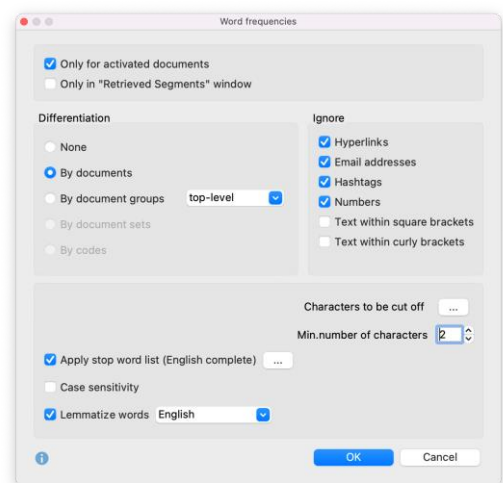 Word frequencies
Only for activated documents
Only in "Retrieved Segments" window
Differentiation
None
By documents
By document groups top-level
By document sets
By codes
Ignore
Hyperlinks
Email addresses
Hashtags
Numbers
Text within square brackets
Text within curly brackets
Characters to be cut off ...
Min.number of characters 2
Apply stop word list (English complete) ...
Case sensitivity
Lemmatize words English
OK Cancel